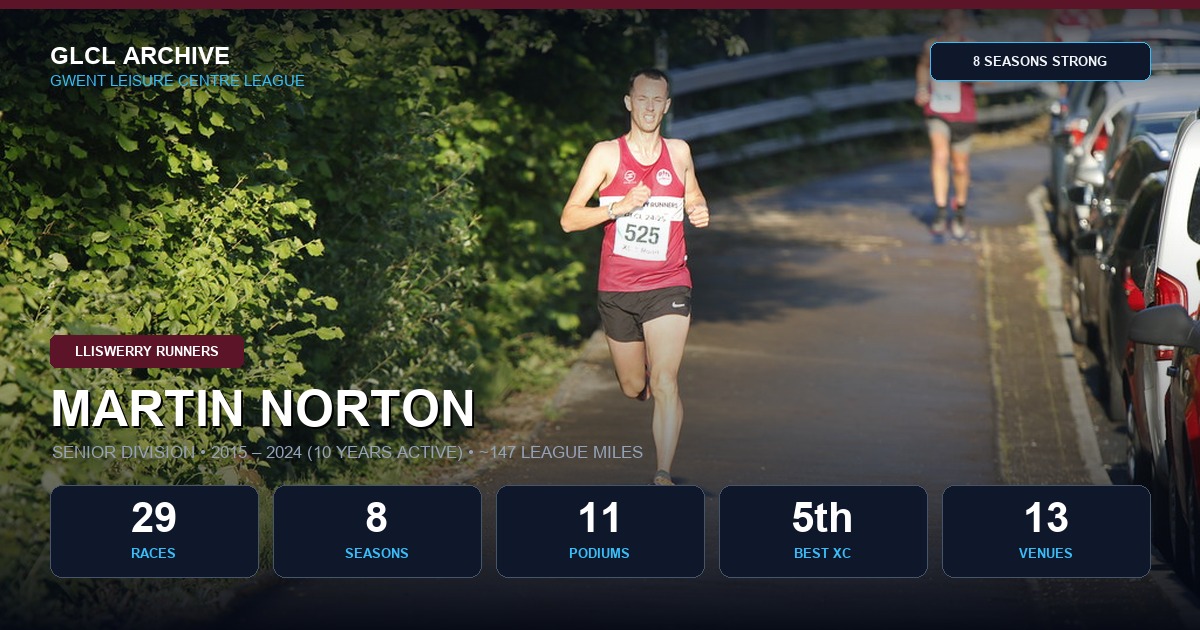 GLCL ARCHIVE
GWENT LEISURE CENTRE LEAGUE
8 SEASONS STRONG
RUNNERS
525
LLISWERRY RUNNERS
MARTIN NORTON
SENIOR DIVISION • 2015 – 2024 (10 YEARS ACTIVE) • ~147 LEAGUE MILES
29
RACES
8
SEASONS
11
PODIUMS
5th
BEST XC
13
VENUES